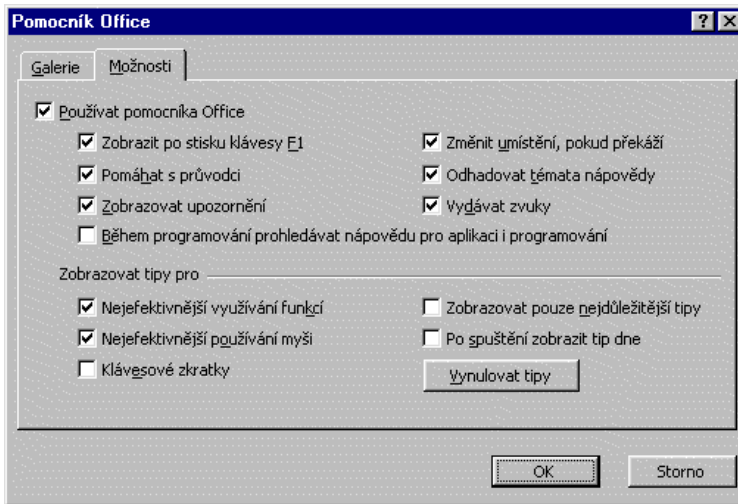 Pomocník Office
Galerie Možnosti
Používat pomocníka Office
Zobrazit po stisku klávesy F1 Změnit umístění, pokud překáží
Pomáhat s průvodci Odhadovat témata nápovědy
Zobrazovat upozornění Vydávat zvuky
Během programování prohledávat nápovědu pro aplikaci i programování
Zobrazovat tipy pro
Nejefektivnější využívání funkcí Zobrazovat pouze nejdůležitější tipy
Nejefektivnější používání myši Po spuštění zobrazit tip dne
Klávesové zkratky Vynulovat tipy
OK Storno